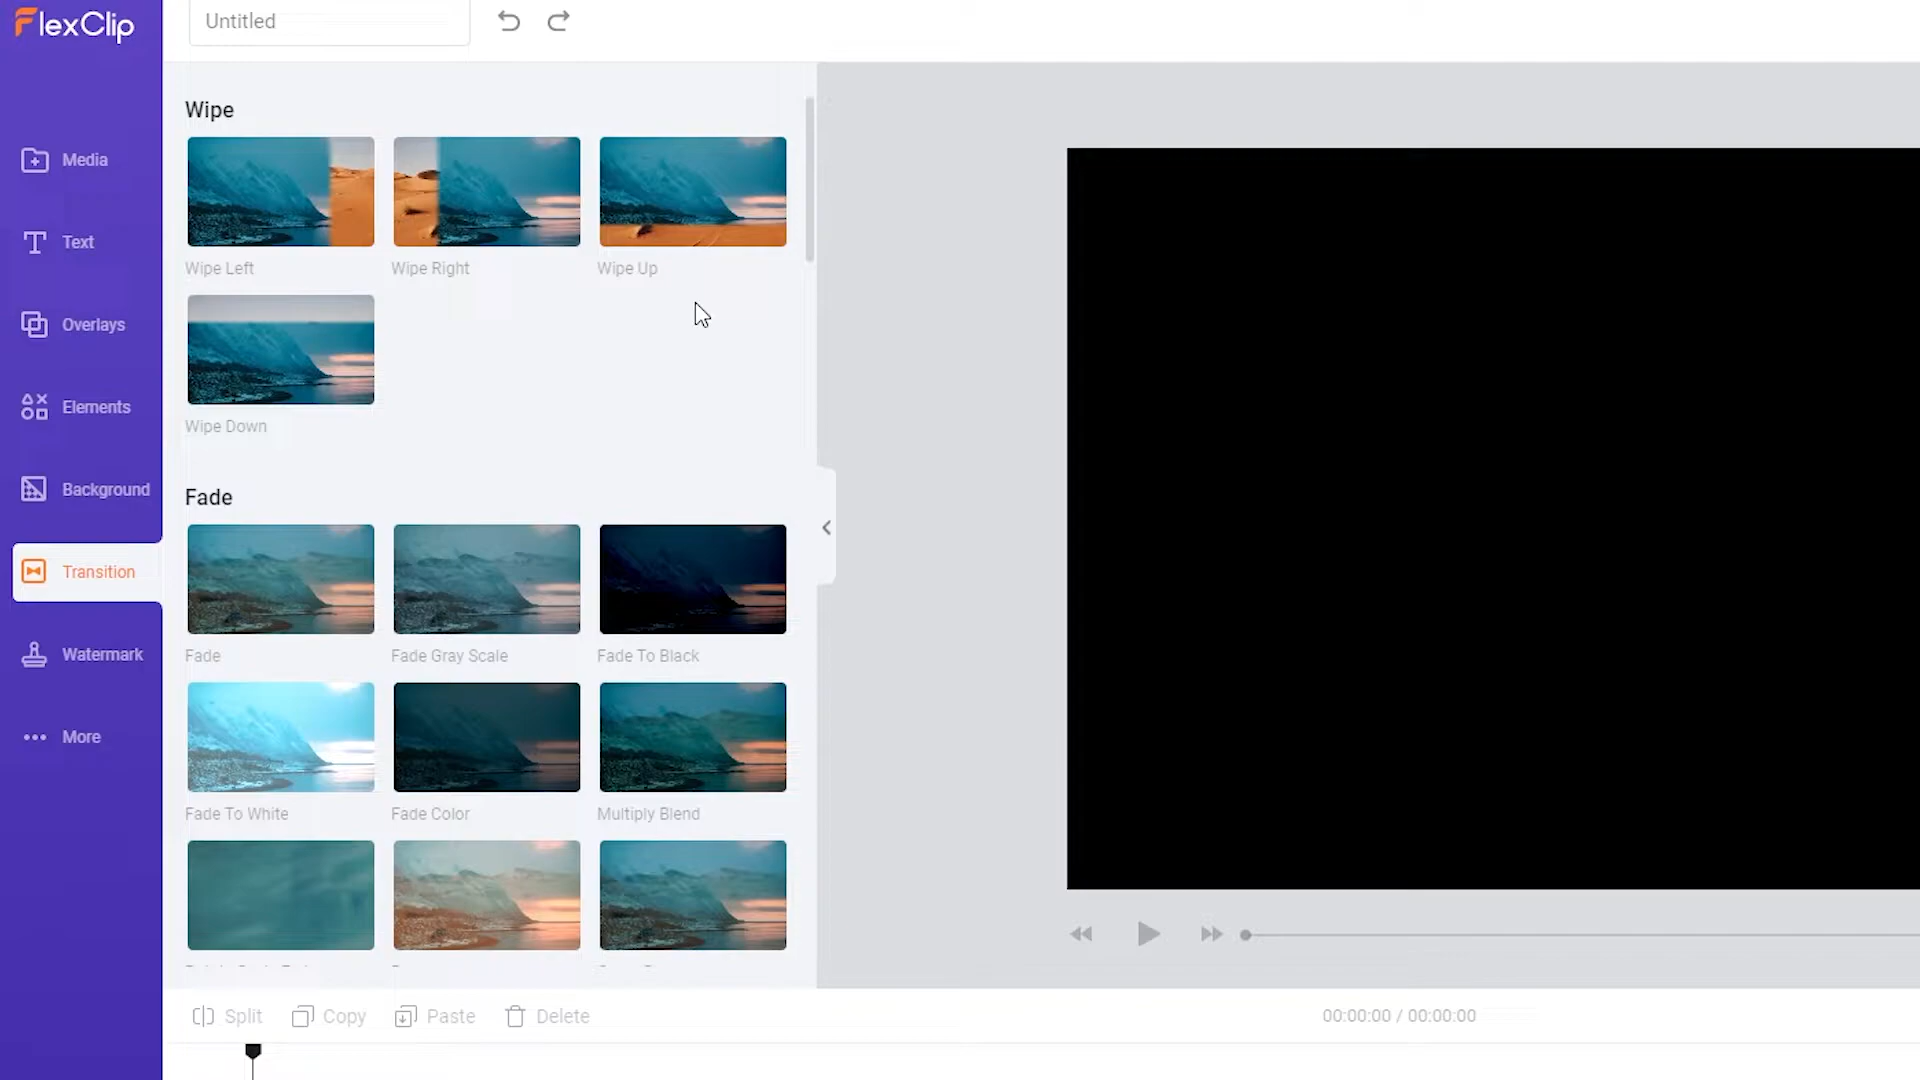 FlexClip
Untitled
Media
Text
Overlays
Elements
Background
Transition
Watermark
More
Wipe
Wipe Left
Wipe Right
Wipe Up
Wipe Down
Fade
Fade
Fade Gray Scale
Fade To Black
Fade To White
Fade Color
Multiply Blend
Split
Copy
Paste
Delete
00:00:00 / 00:00:00